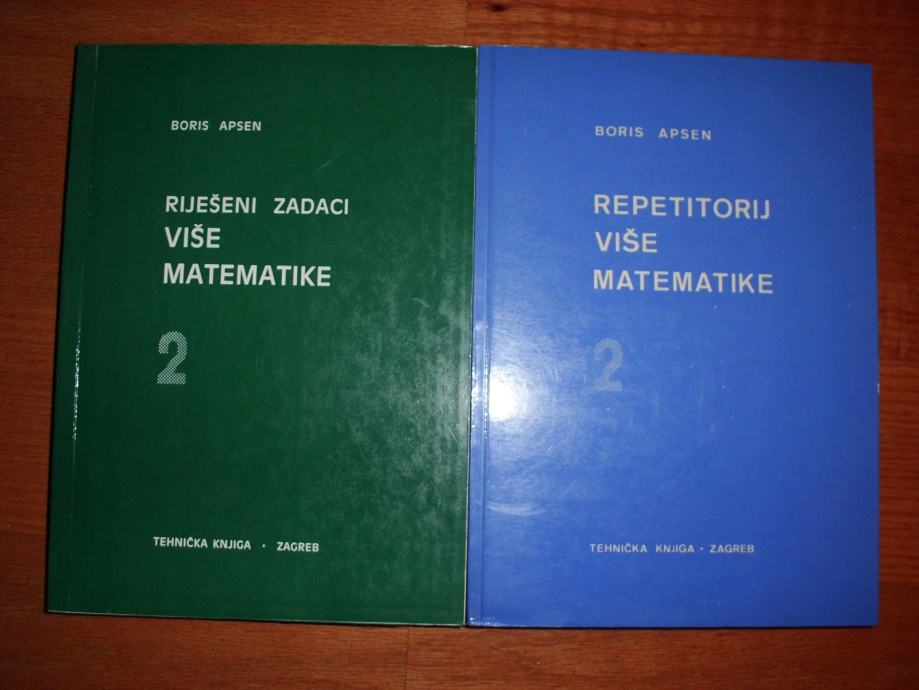 BORIS APSEN
RIJEŠENI ZADACI
VIŠE
MATEMATIKE
2
TEHNIČKA KNJIGA · ZAGREB
BORIS APSEN
REPETITORIJ
VIŠE
MATEMATIKE
2
TEHNIČKA KNJIGA · ZAGREB